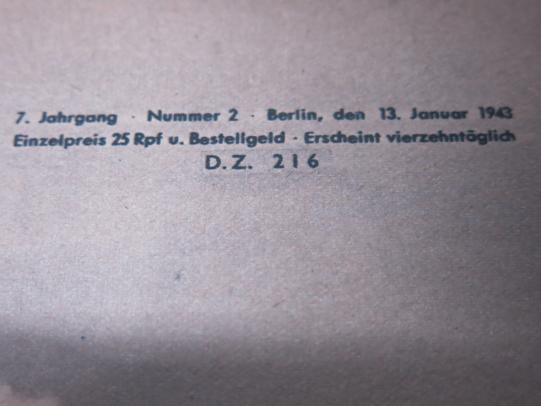 7. Jahrgang · Nummer 2 · Berlin, den 13. Januar 1943
Einzelpreis 25 Rpf u. Bestellgeld · Erscheint vierzehntäglich
D.Z. 216